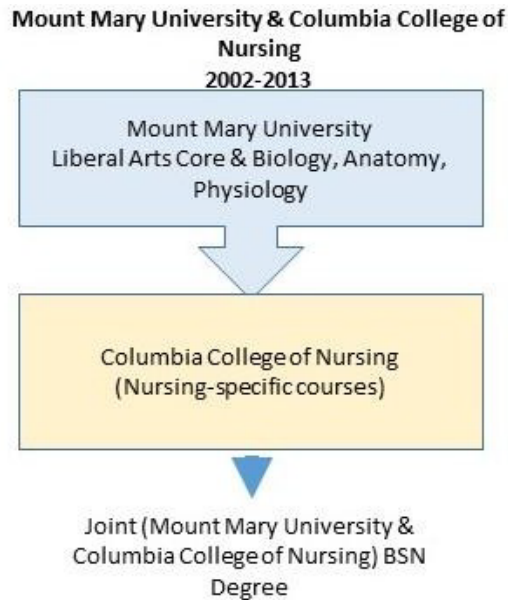 Mount Mary University & Columbia College of
Nursing
2002-2013
Mount Mary University
Liberal Arts Core & Biology, Anatomy,
Physiology
Columbia College of Nursing
(Nursing-specific courses)
Joint (Mount Mary University &
Columbia College of Nursing) BSN
Degree